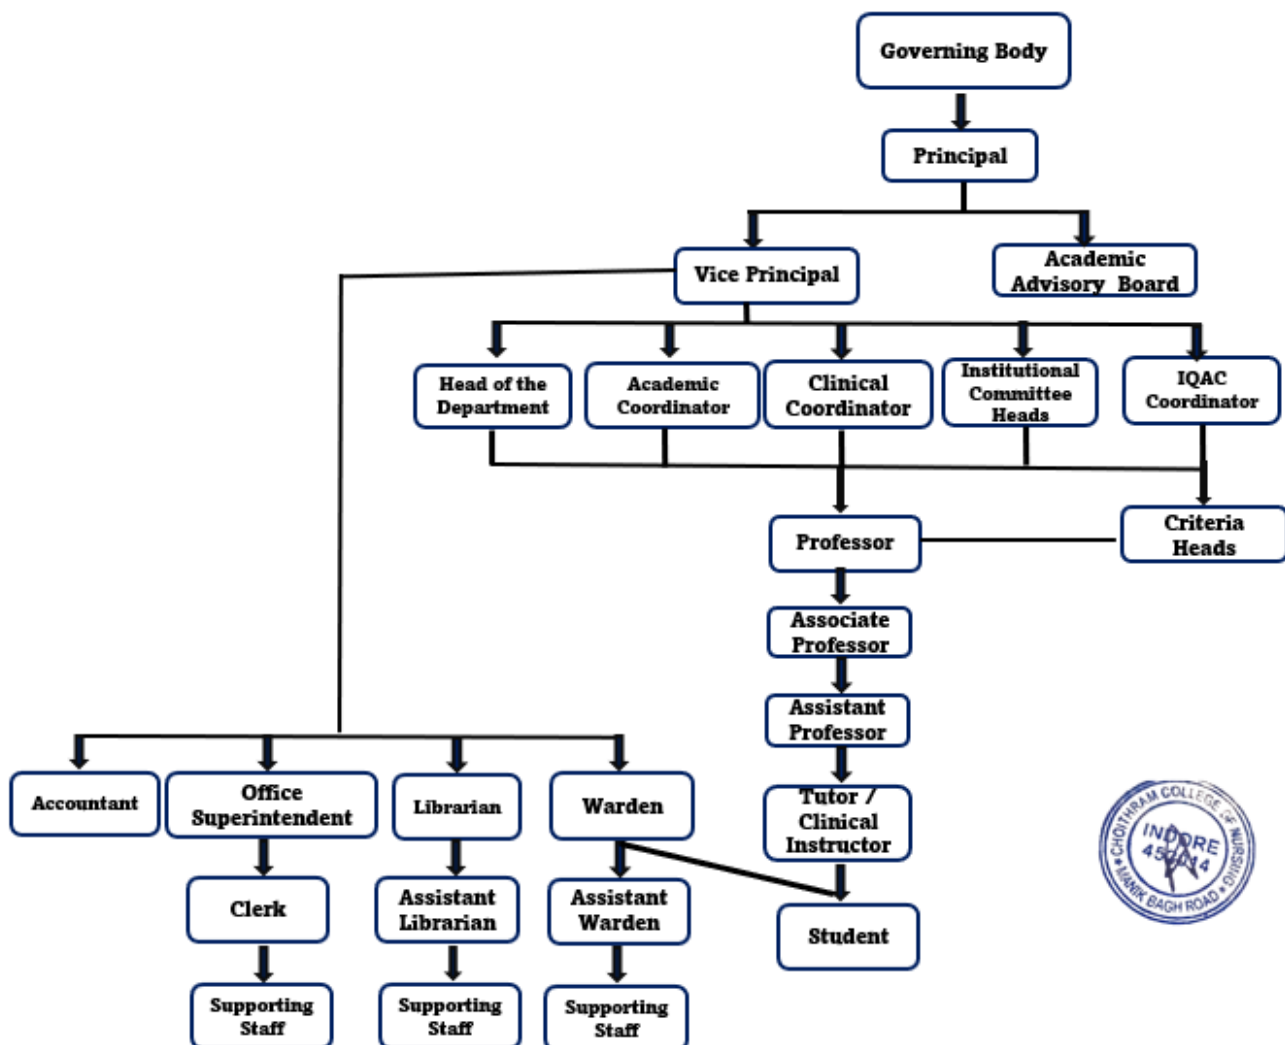 Governing Body
Principal
Vice Principal
Academic
Advisory Board
Head of the
Department
Academic
Coordinator
Clinical
Coordinator
Institutional
Committee
Heads
IQAC
Coordinator
Professor
Criteria
Heads
Associate
Professor
Assistant
Professor
Accountant
Office
Superintendent
Librarian
Warden
Tutor /
Clinical
Instructor
Clerk
Assistant
Librarian
Assistant
Warden
Student
Supporting
Staff
Supporting
Staff
Supporting
Staff
CHOITHRAM COLLEGE OF NURSING
INDORE
MANIK BAGH ROAD